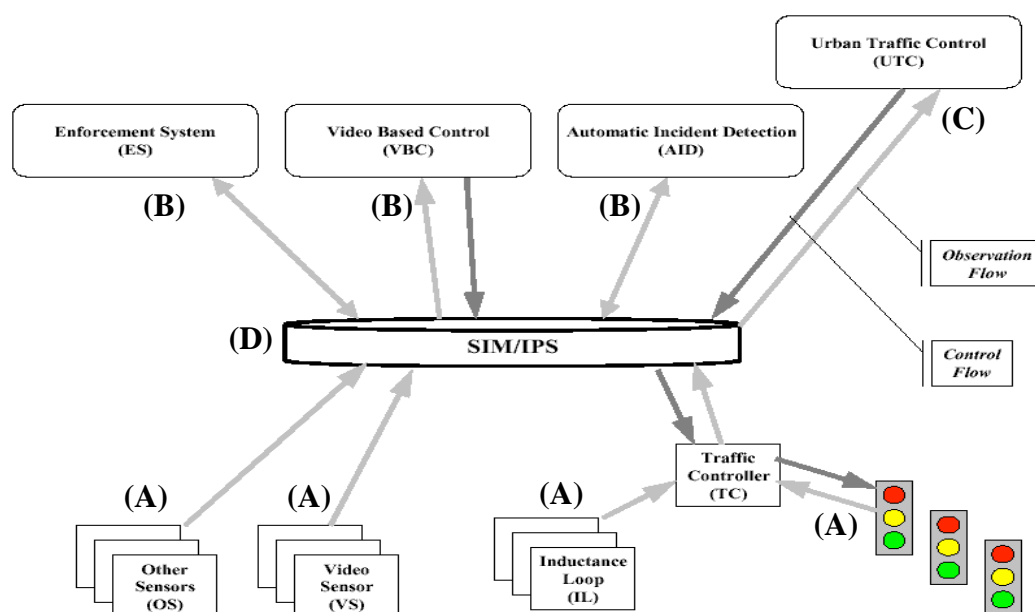 Urban Traffic Control
(UTC)
Enforcement System
(ES)
Video Based Control
(VBC)
Automatic Incident Detection
(AID)
(C)
(B)
(B)
(B)
Observation
Flow
(D)
SIM/IPS
Control
Flow
Traffic
Controller
(TC)
(A)
(A)
(A)
(A)
Other
Sensors
(OS)
Video
Sensor
(VS)
Inductance
Loop
(IL)